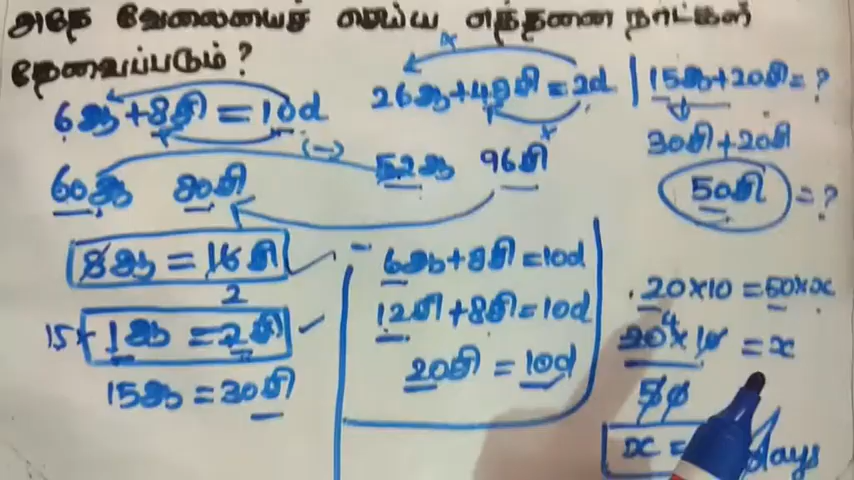 அதே வேலையைச் செய்ய எத்தனை நாட்கள்
தேவைப்படும்?
6ஆ+8சி=10d
26ஆ+48சி=2d
15ஆ+20சி=?
60ஆ 80சி
(-)
52ஆ 96சி
30சி+20சி
50சி=?
8ஆ=16சி
2
15×1ஆ=2சி
15ஆ=30சி
6ஆ+8சி=10d
12சி+8சி=10d
20சி=10d
20×10=50×x
20⁴×10
=x
50
x= days